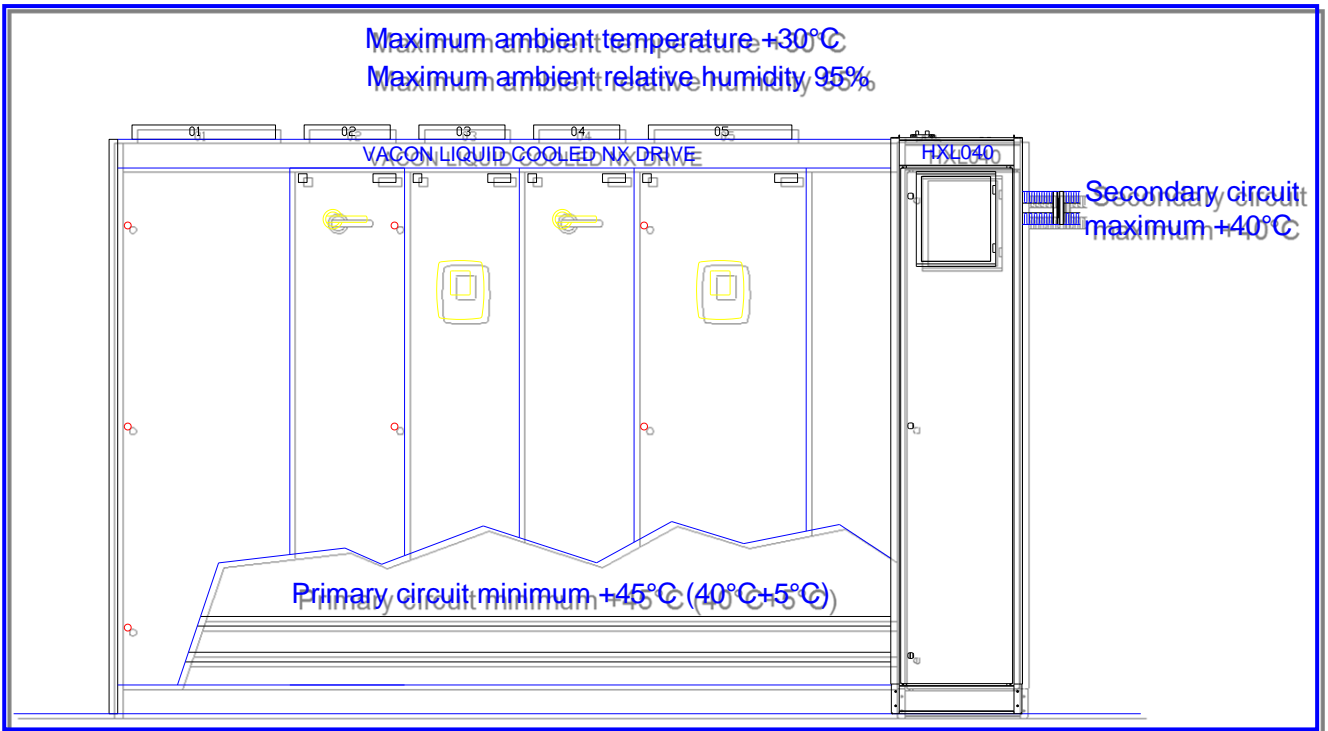 Maximum ambient temperature +30°C
Maximum ambient relative humidity 95%
01 02 03 04 05
VACON LIQUID COOLED NX DRIVE HXL040
Secondary circuit
maximum +40°C
Primary circuit minimum +45°C (40°C+5°C)